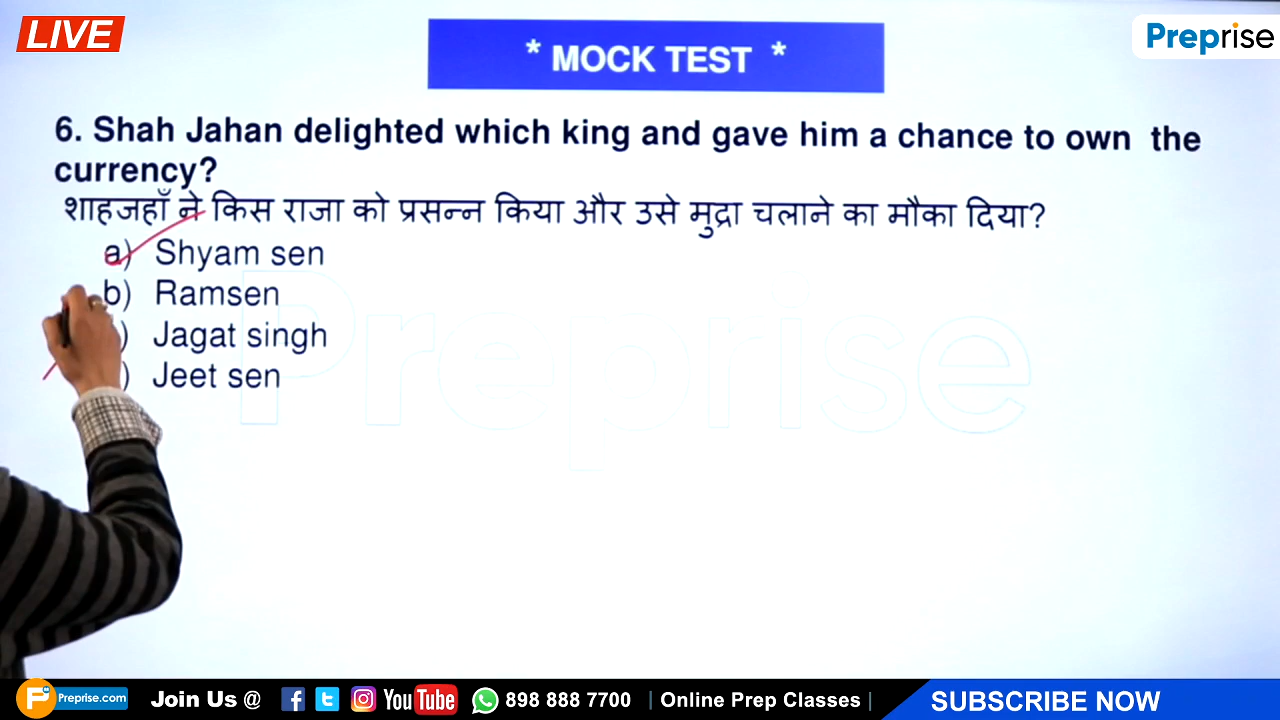 LIVE
* MOCK TEST *
Preprise
6. Shah Jahan delighted which king and gave him a chance to own the
currency?
शाहजहाँ ने किस राजा को प्रसन्न किया और उसे मुद्रा चलाने का मौका दिया?
a) Shyam sen
b) Ramsen
) Jagat singh
) Jeet sen
Preprise
Preprise.com Join Us @ YouTube 898 888 7700 | Online Prep Classes | SUBSCRIBE NOW